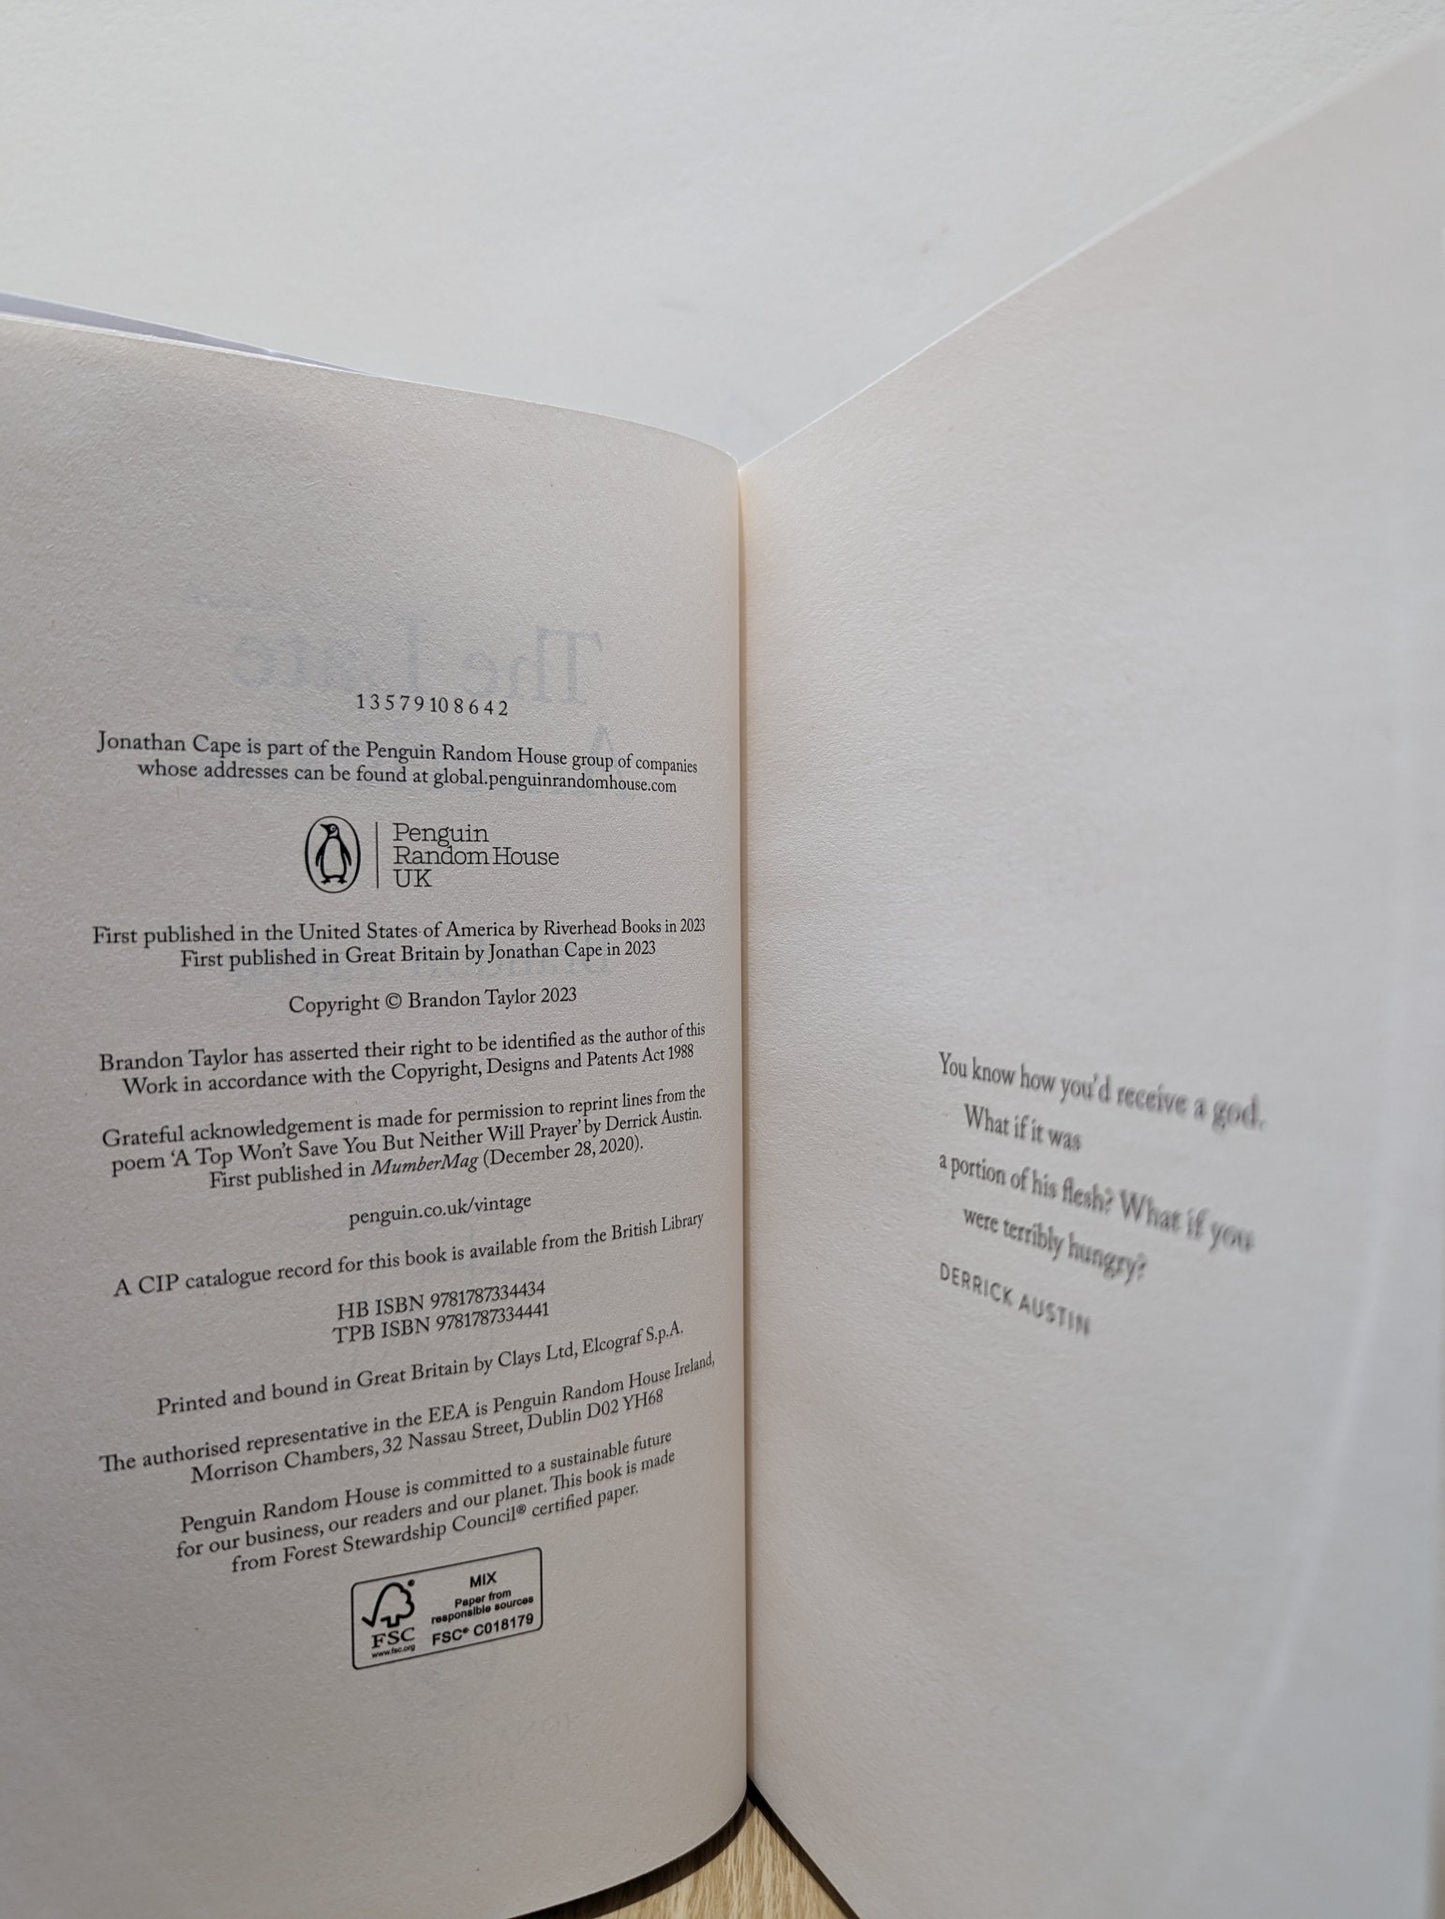 1 3 5 7 9 10 8 6 4 2
Jonathan Cape is part of the Penguin Random House group of companies
whose addresses can be found at global.penguinrandomhouse.com
Penguin
Random House
UK
First published in the United States of America by Riverhead Books in 2023
First published in Great Britain by Jonathan Cape in 2023
Copyright © Brandon Taylor 2023
Brandon Taylor has asserted their right to be identified as the author of this
Work in accordance with the Copyright, Designs and Patents Act 1988
Grateful acknowledgement is made for permission to reprint lines from the
poem ‘A Top Won’t Save You But Neither Will Prayer’ by Derrick Austin.
First published in MumberMag (December 28, 2020).
penguin.co.uk/vintage
A CIP catalogue record for this book is available from the British Library
HB ISBN 9781787334434
TPB ISBN 9781787334441
Printed and bound in Great Britain by Clays Ltd, Elcograf S.p.A.
The authorised representative in the EEA is Penguin Random House Ireland,
Morrison Chambers, 32 Nassau Street, Dublin D02 YH68
Penguin Random House is committed to a sustainable future
for our business, our readers and our planet. This book is made
from Forest Stewardship Council® certified paper.
FSC
www.fsc.org
MIX
Paper from
responsible sources
FSC® C018179
You know how you’d receive a god.
What if it was
a portion of his flesh? What if you
were terribly hungry?
DERRICK AUSTIN